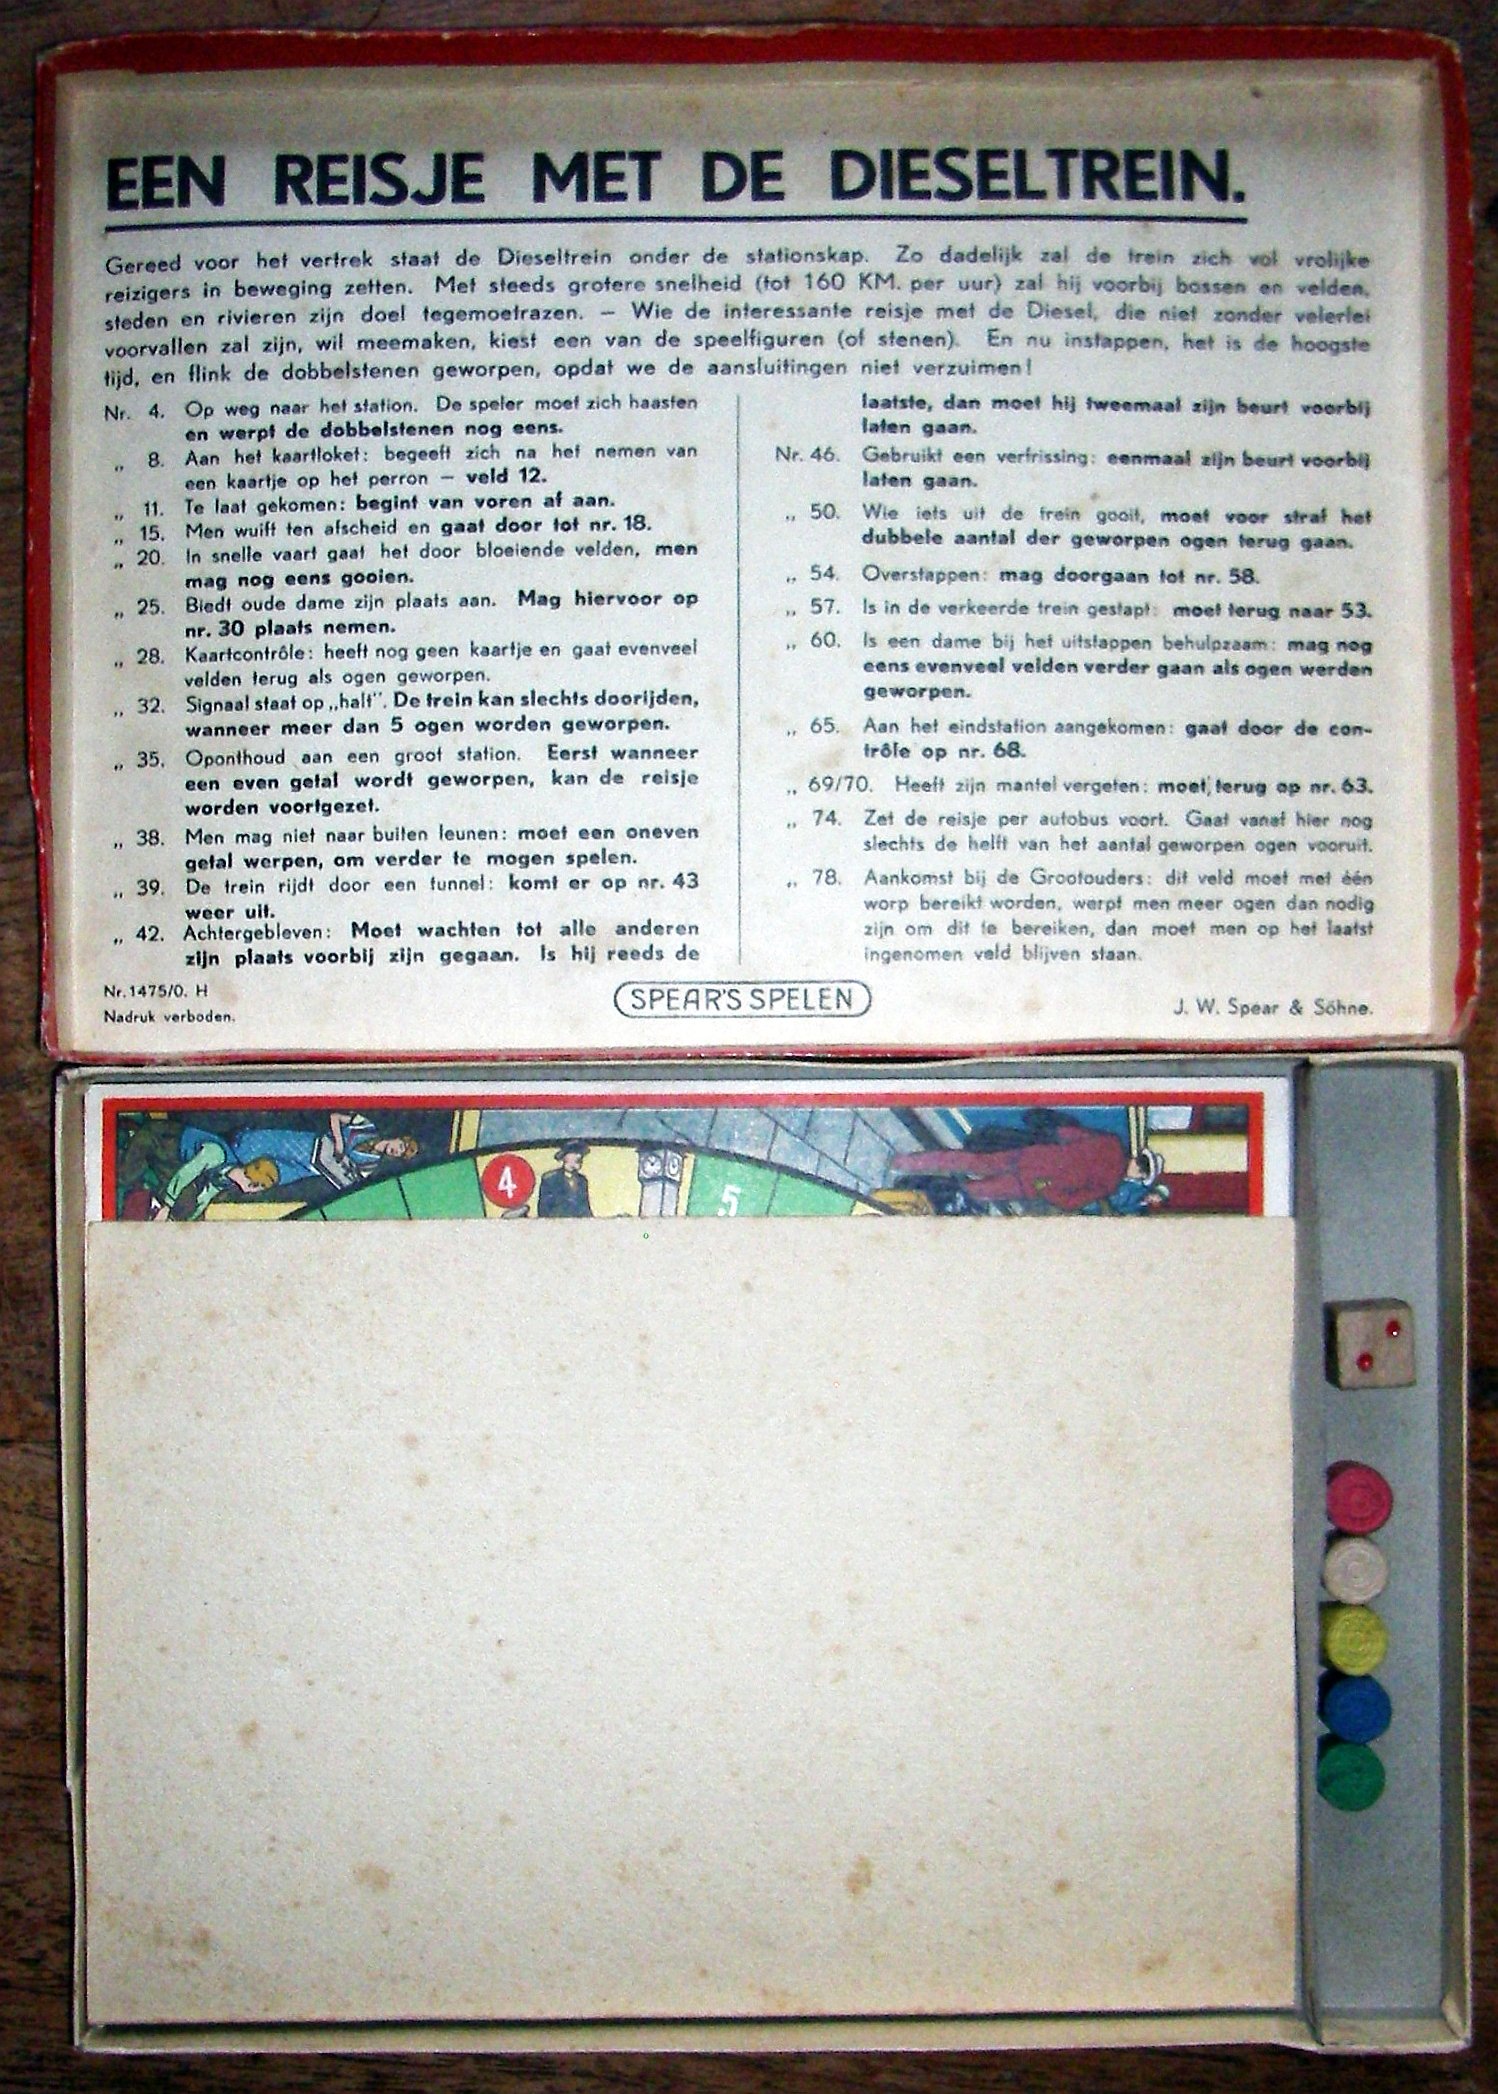 EEN REISJE MET DE DIESELTREIN.
Gereed voor het vertrek staat de Dieseltrein onder de stationskap. Zo dadelijk zal de trein zich vol vrolijke
reizigers in beweging zetten. Met steeds grotere snelheid (tot 160 KM. per uur) zal hij voorbij bossen en velden,
steden en rivieren zijn doel tegemoetrazen. — Wie de interessante reisje met de Diesel, die niet zonder velerlei
voorvallen zal zijn, wil meemaken, kiest een van de speelfiguren (of stenen). En nu instappen, het is de hoogste
tijd, en flink de dobbelstenen geworpen, opdat we de aansluitingen niet verzuimen!
Nr. 4. Op weg naar het station. De speler moet zich haasten
en werpt de dobbelstenen nog eens.
„ 8. Aan het kaartloket: begeeft zich na het nemen van
een kaartje op het perron — veld 12.
„ 11. Te laat gekomen: begint van voren af aan.
„ 15. Men wuift ten afscheid en gaat door tot nr. 18.
„ 20. In snelle vaart gaat het door bloeiende velden, men
mag nog eens gooien.
„ 25. Biedt oude dame zijn plaats aan. Mag hiervoor op
nr. 30 plaats nemen.
„ 28. Kaartcontrôle: heeft nog geen kaartje en gaat evenveel
velden terug als ogen geworpen.
„ 32. Signaal staat op „halt”. De trein kan slechts doorijden,
wanneer meer dan 5 ogen worden geworpen.
„ 35. Oponthoud aan een groot station. Eerst wanneer
een even getal wordt geworpen, kan de reisje
worden voortgezet.
„ 38. Men mag niet naar buiten leunen: moet een oneven
getal werpen, om verder te mogen spelen.
„ 39. De trein rijdt door een tunnel: komt er op nr. 43
weer uit.
„ 42. Achtergebleven: Moet wachten tot alle anderen
zijn plaats voorbij zijn gegaan. Is hij reeds de
laatste, dan moet hij tweemaal zijn beurt voorbij
laten gaan.
Nr. 46. Gebruikt een verfrissing: eenmaal zijn beurt voorbij
laten gaan.
„ 50. Wie iets uit de trein gooit, moet voor straf het
dubbele aantal der geworpen ogen terug gaan.
„ 54. Overstappen: mag doorgaan tot nr. 58.
„ 57. Is in de verkeerde trein gestapt: moet terug naar 53.
„ 60. Is een dame bij het uitstappen behulpzaam: mag nog
eens evenveel velden verder gaan als ogen werden
geworpen.
„ 65. Aan het eindstation aangekomen: gaat door de con-
trôle op nr. 68.
„ 69/70. Heeft zijn mantel vergeten: moet terug op nr. 63.
„ 74. Zet de reisje per autobus voort. Gaat vanaf hier nog
slechts de helft van het aantal geworpen ogen vooruit.
„ 78. Aankomst bij de Grootouders: dit veld moet met één
worp bereikt worden, werpt men meer ogen dan nodig
zijn om dit te bereiken, dan moet men op het laatst
ingenomen veld blijven staan.
Nr. 1475/0. H
Nadruk verboden.
SPEAR'S SPELEN
J. W. Spear & Söhne.
4
5